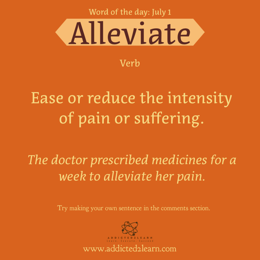 Word of the day: July 1
Alleviate
Verb
Ease or reduce the intensity
of pain or suffering.
The doctor prescribed medicines for a
week to alleviate her pain.
Try making your own sentence in the comments section.
ADDICTED2LEARN
www.addicted2learn.com